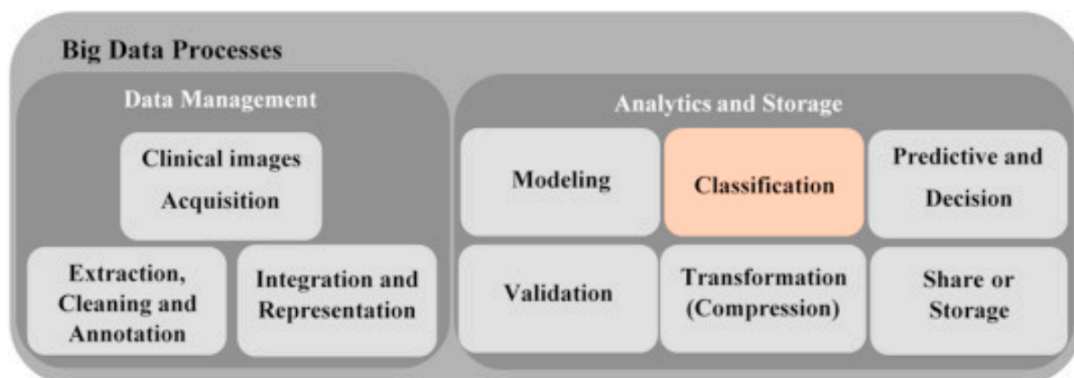 Big Data Processes
Data Management
Clinical images
Acquisition
Extraction,
Cleaning and
Annotation
Integration and
Representation
Analytics and Storage
Modeling
Classification
Predictive and
Decision
Validation
Transformation
(Compression)
Share or
Storage